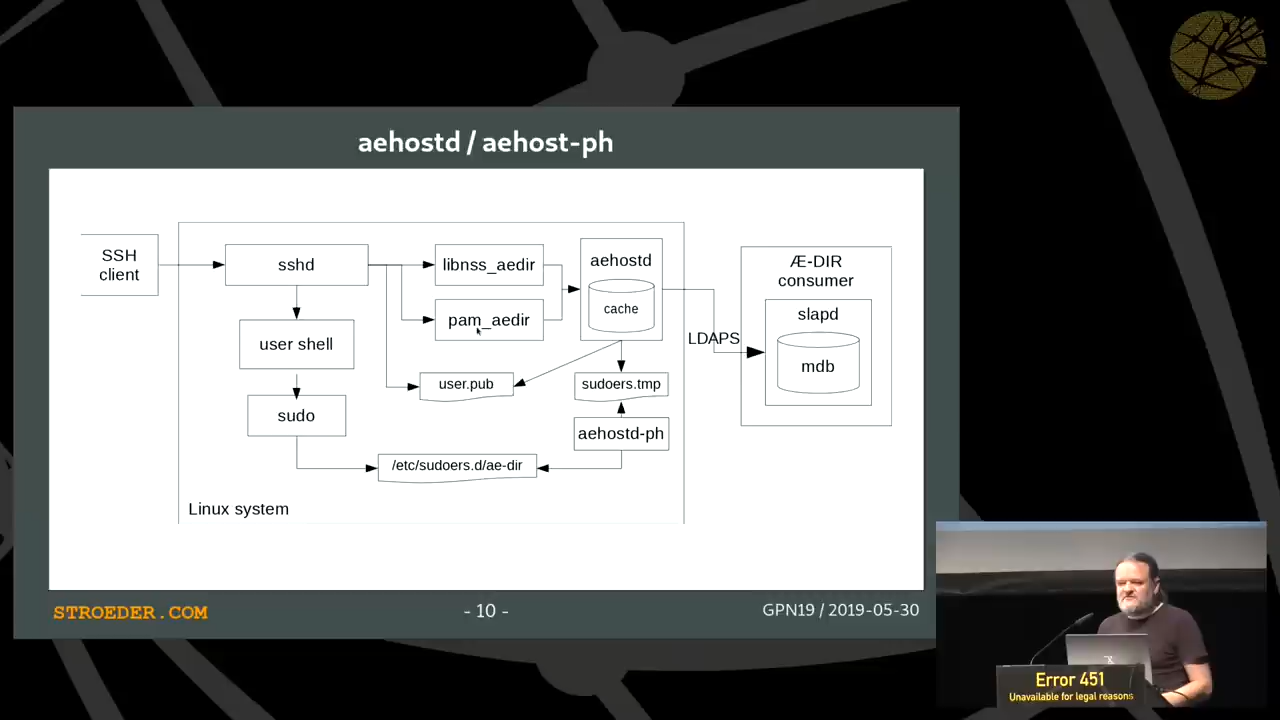 aehostd / aehost-ph
SSH
client
sshd
libnss_aedir
aehostd
cache
pam_aedir
user shell
user.pub
sudoers.tmp
sudo
aehostd-ph
/etc/sudoers.d/ae-dir
Linux system
LDAPS
Æ-DIR
consumer
slapd
mdb
STROEDER.COM
- 10 -
GPN19 / 2019-05-30
Error 451
Unavailable for legal reasons